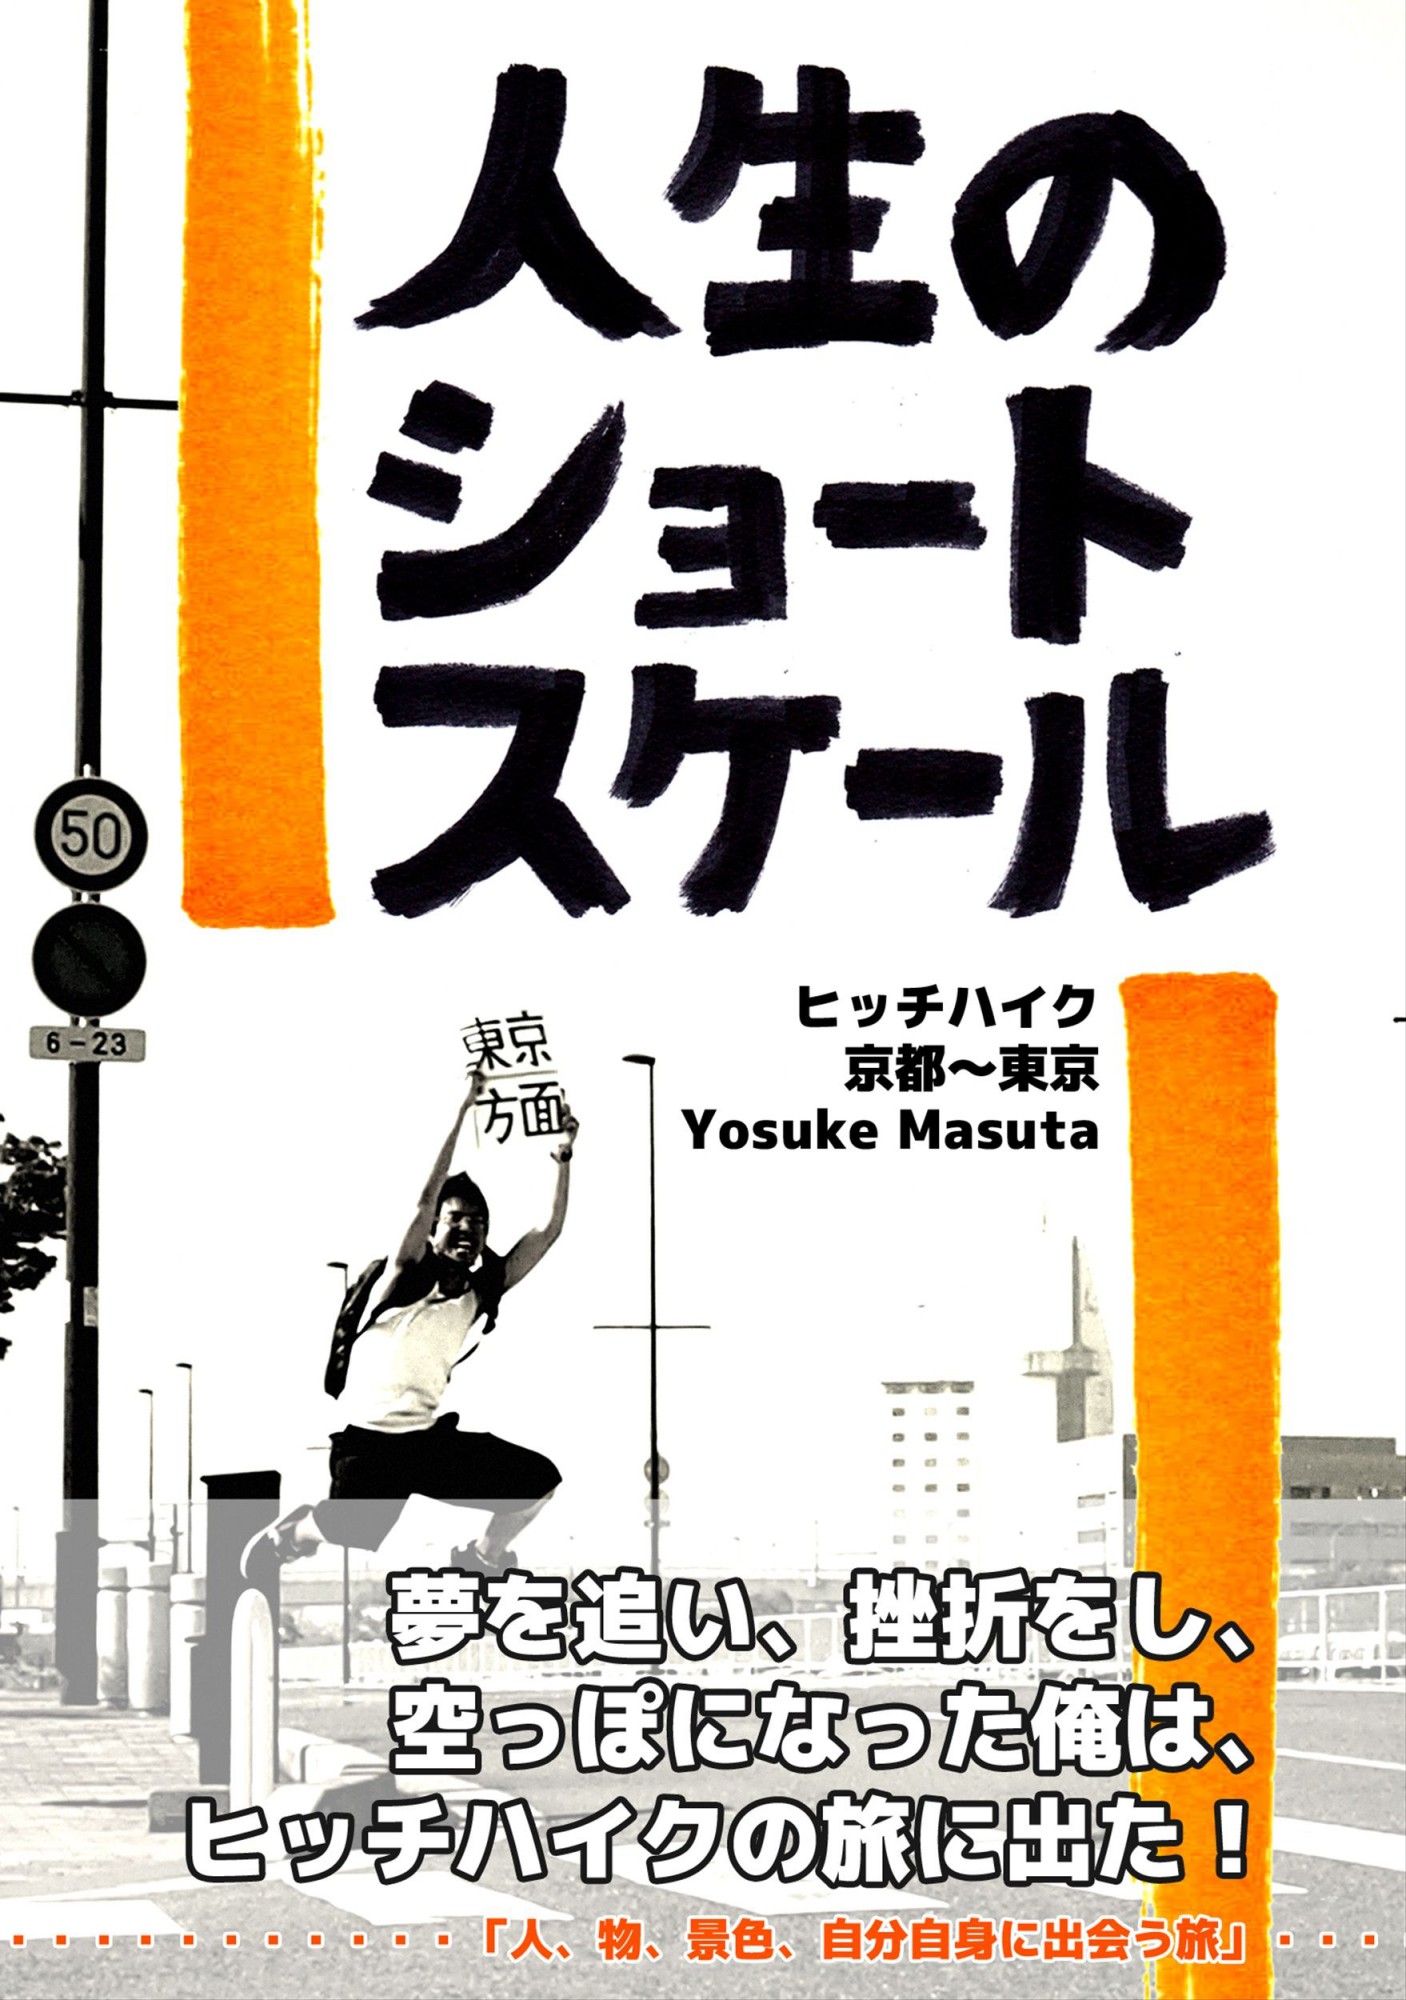 人生の
ショート
スケール
50
6-23
東京
方面
ヒッチハイク
京都〜東京
Yosuke Masuta
夢を追い、挫折をし、
空っぽになった俺は、
ヒッチハイクの旅に出た！
「人、物、景色、自分自身に出会う旅」